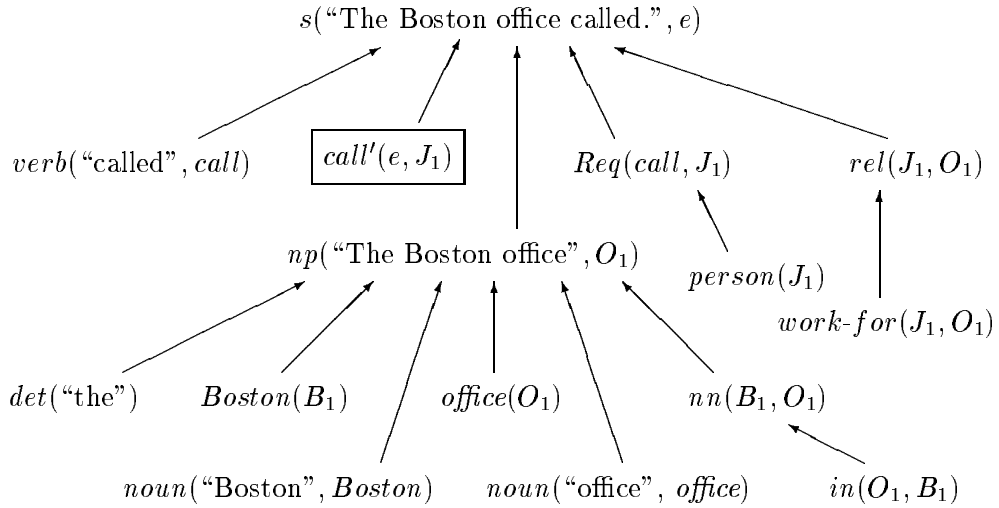 s(“The Boston office called.”, e)
verb(“called”, call) call′(e, J₁) Req(call, J₁) rel(J₁, O₁)
np(“The Boston office”, O₁)
person(J₁)
work-for(J₁, O₁)
det(“the”) Boston(B₁) office(O₁) nn(B₁, O₁)
noun(“Boston”, Boston) noun(“office”, office) in(O₁, B₁)